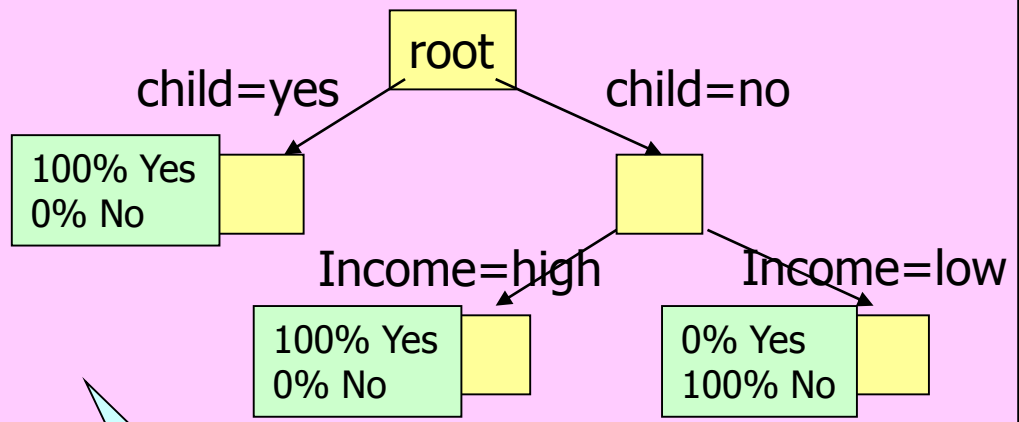 root
child=yes
child=no
100% Yes
0% No
Income=high
Income=low
100% Yes
0% No
0% Yes
100% No